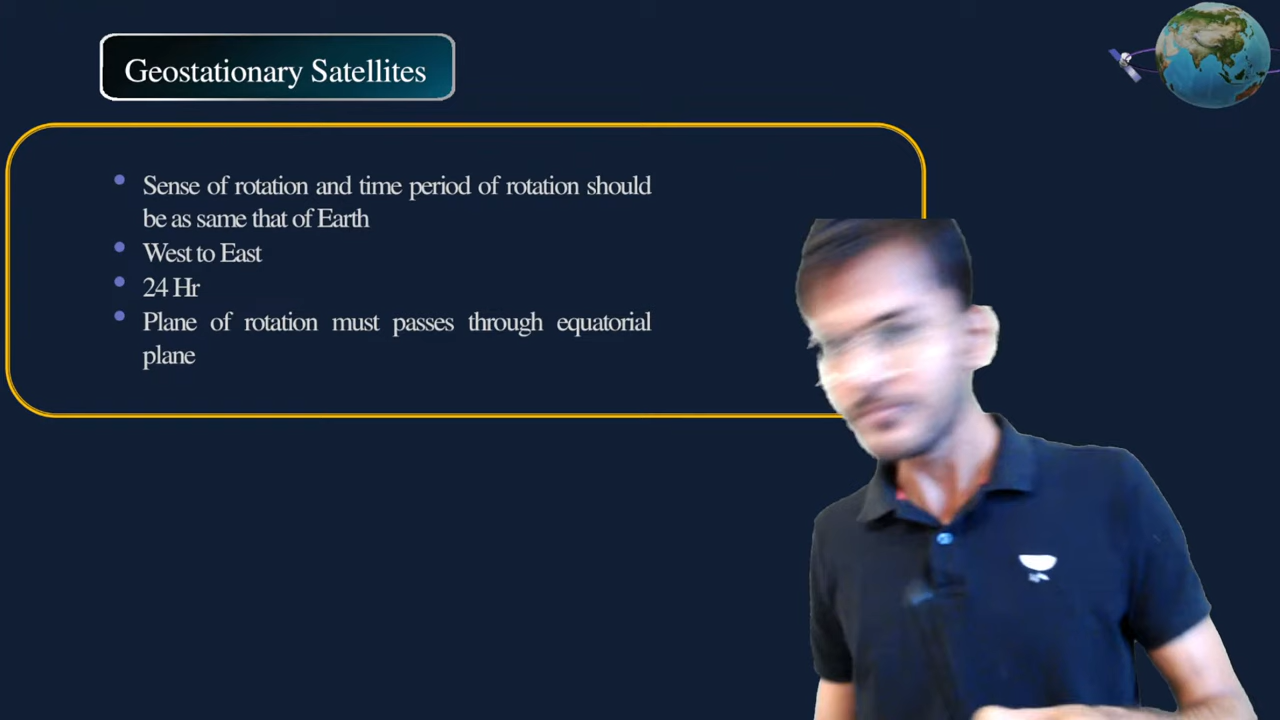 Geostationary Satellites
Sense of rotation and time period of rotation should
be as same that of Earth
West to East
24 Hr
Plane of rotation must passes through equatorial
plane